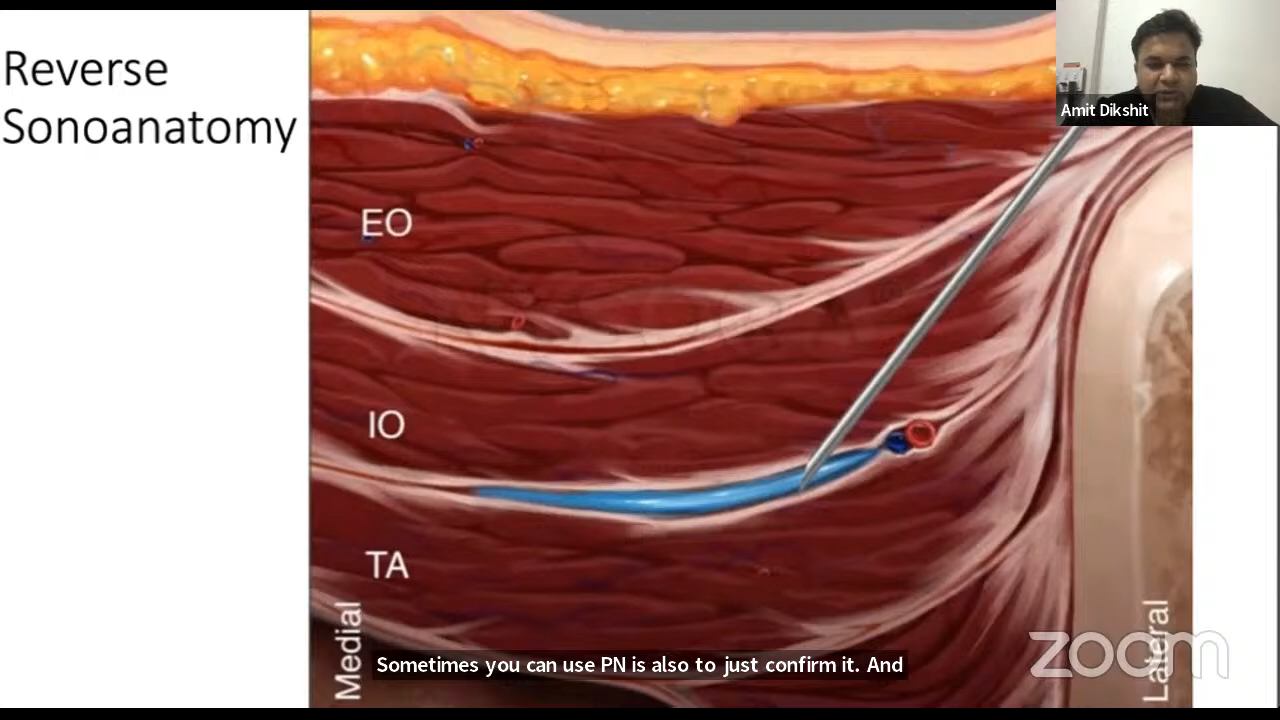 Reverse
Sonoanatomy
Amit Dikshit
EO
IO
TA
Medial
Lateral
zoom
Sometimes you can use PN is also to just confirm it. And